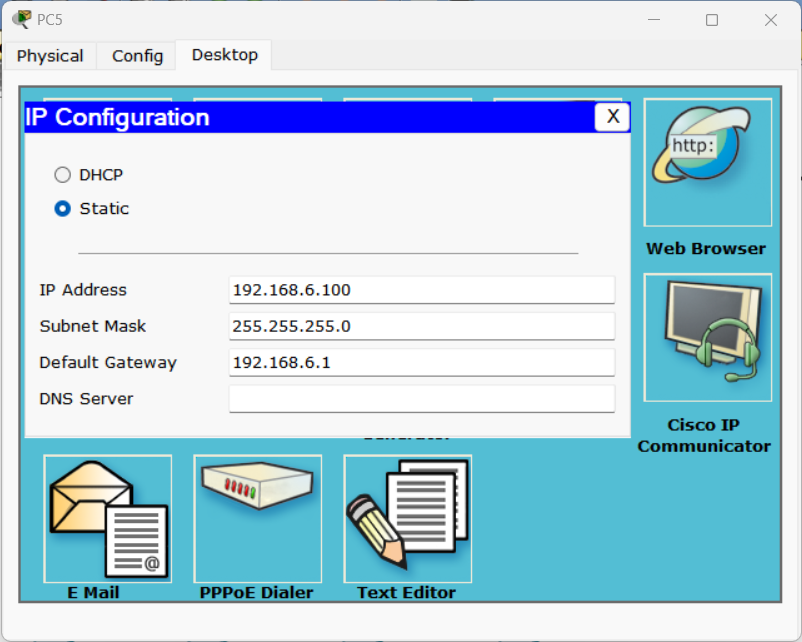 PC5
Physical Config Desktop
IP Configuration X
DHCP
Static
IP Address 192.168.6.100
Subnet Mask 255.255.255.0
Default Gateway 192.168.6.1
DNS Server
http:
Web Browser
Cisco IP
Communicator
@
E Mail
PPPoE Dialer
Text Editor